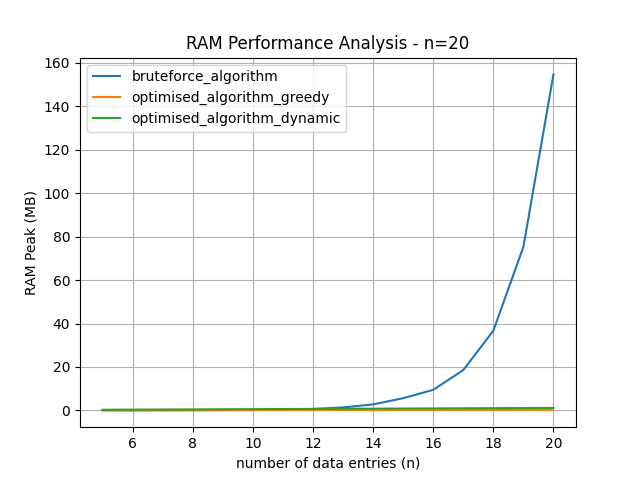 RAM Performance Analysis - n=20
bruteforce_algorithm
optimised_algorithm_greedy
optimised_algorithm_dynamic
RAM Peak (MB)
160
140
120
100
80
60
40
20
0
6 8 10 12 14 16 18 20
number of data entries (n)